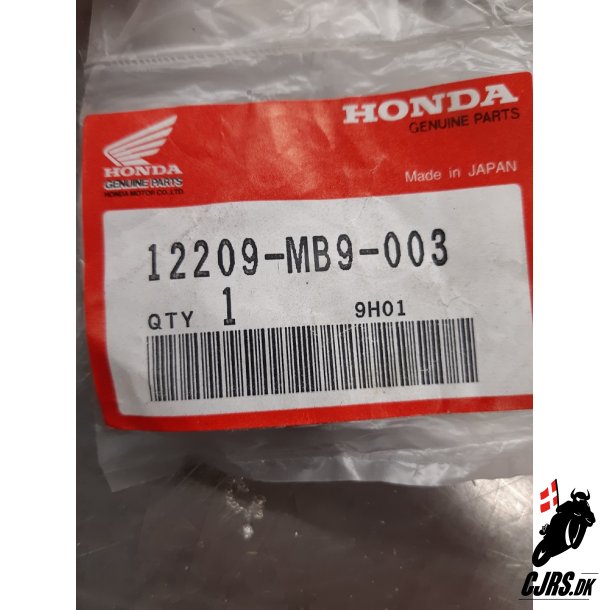 HONDA
GENUINE PARTS
HONDA
GENUINE PARTS
HONDA MOTOR CO.,LTD.
Made in JAPAN
12209-MB9-003
QTY 1 9H01
CJRS.DK